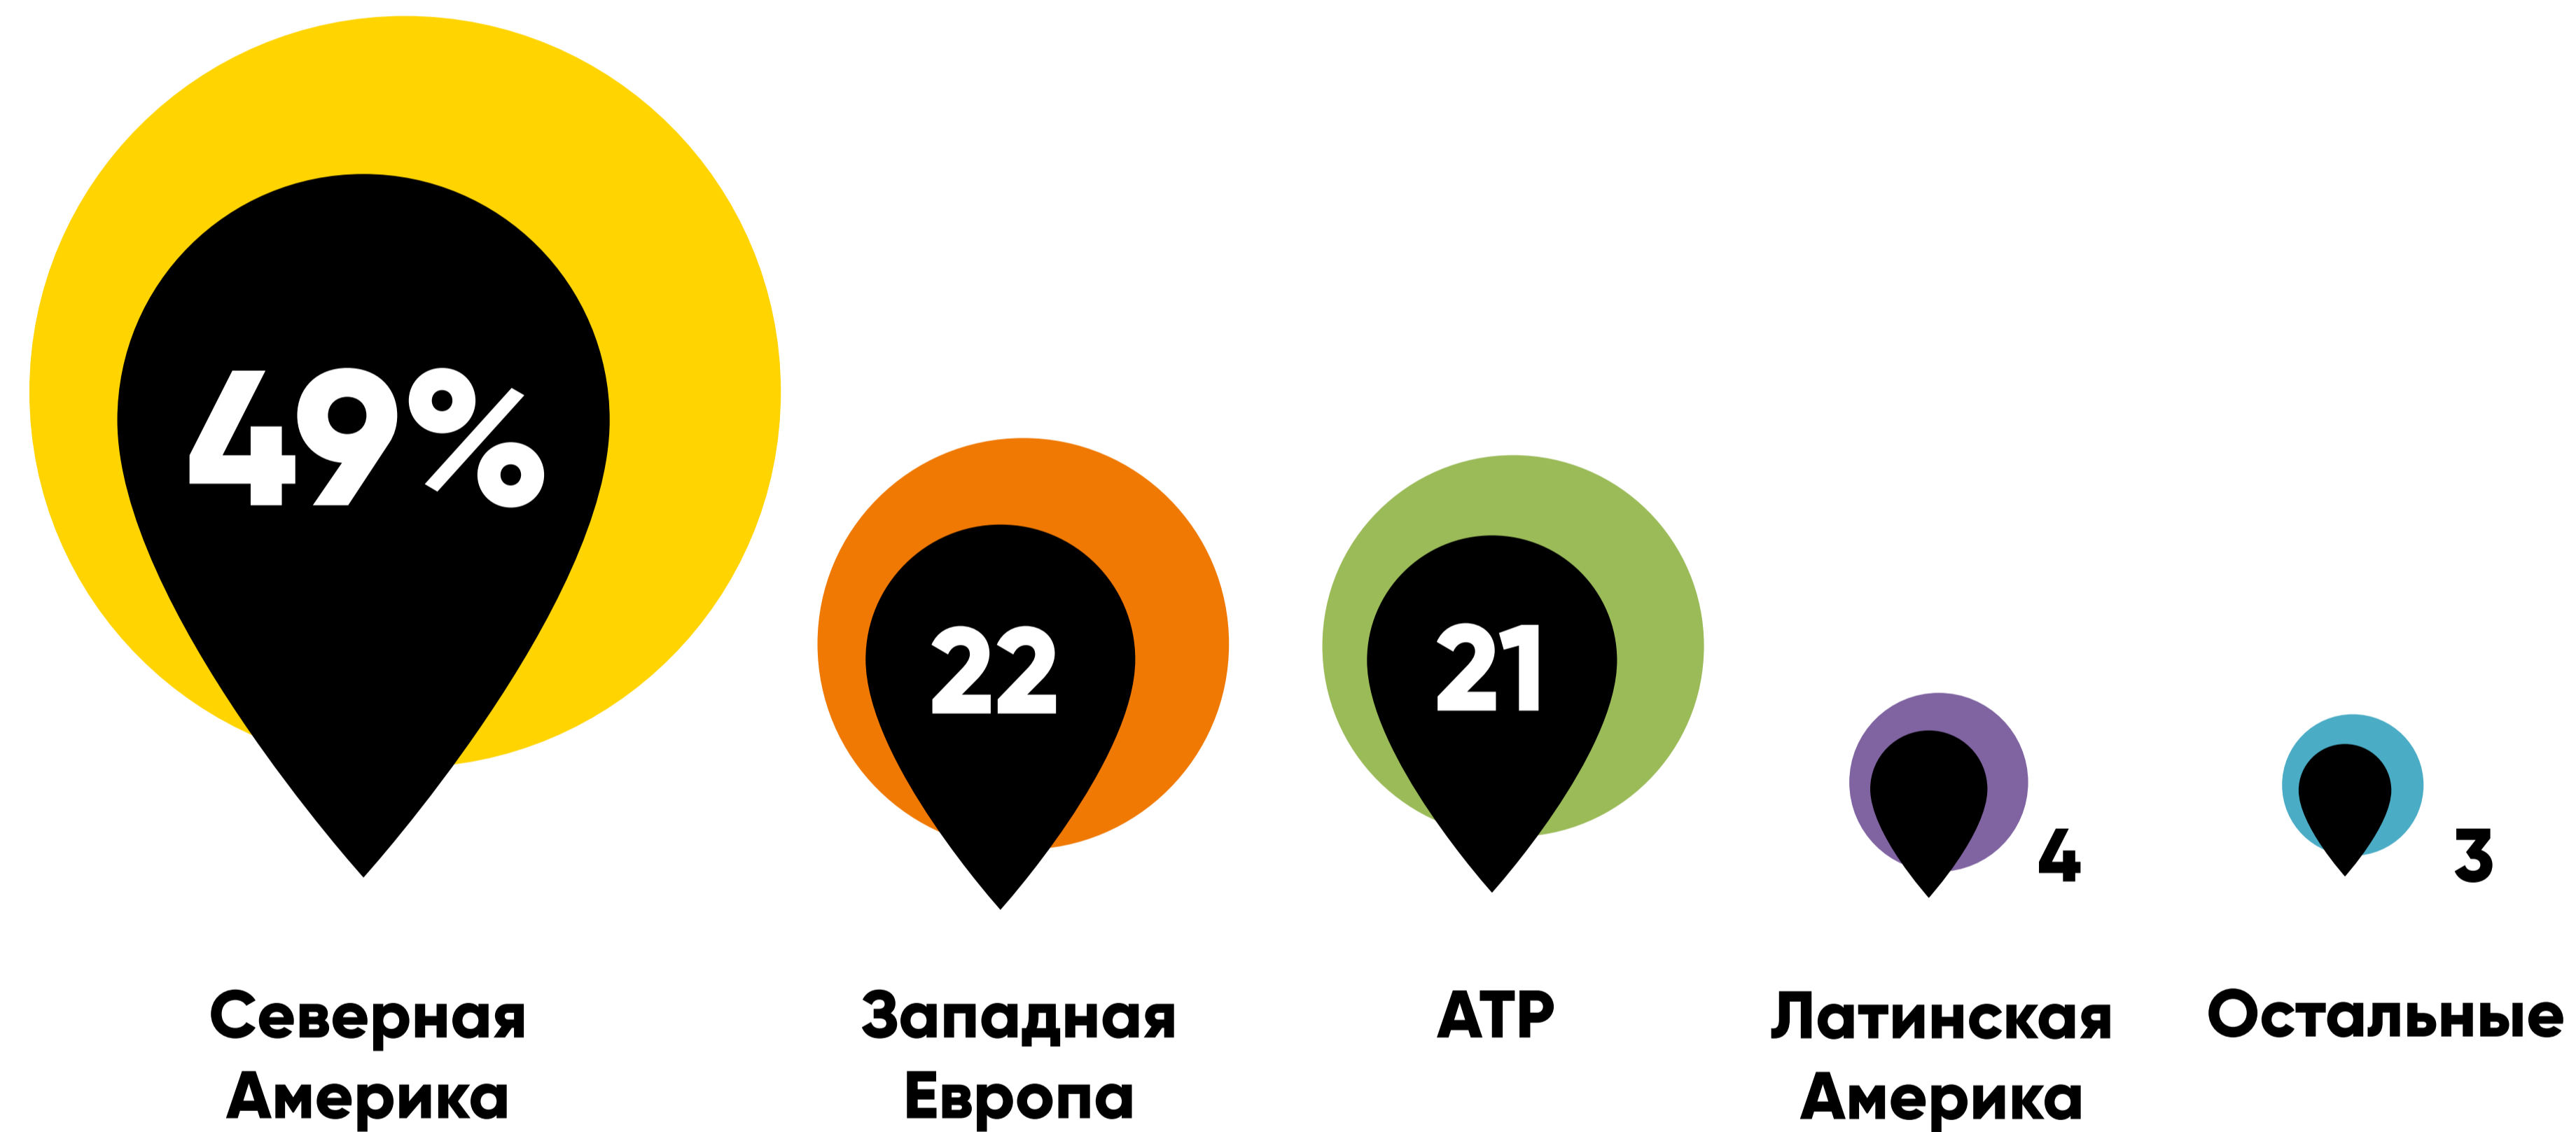 49%
22
21
4
3
Северная
Америка
Западная
Европа
АТР
Латинская
Америка
Остальные